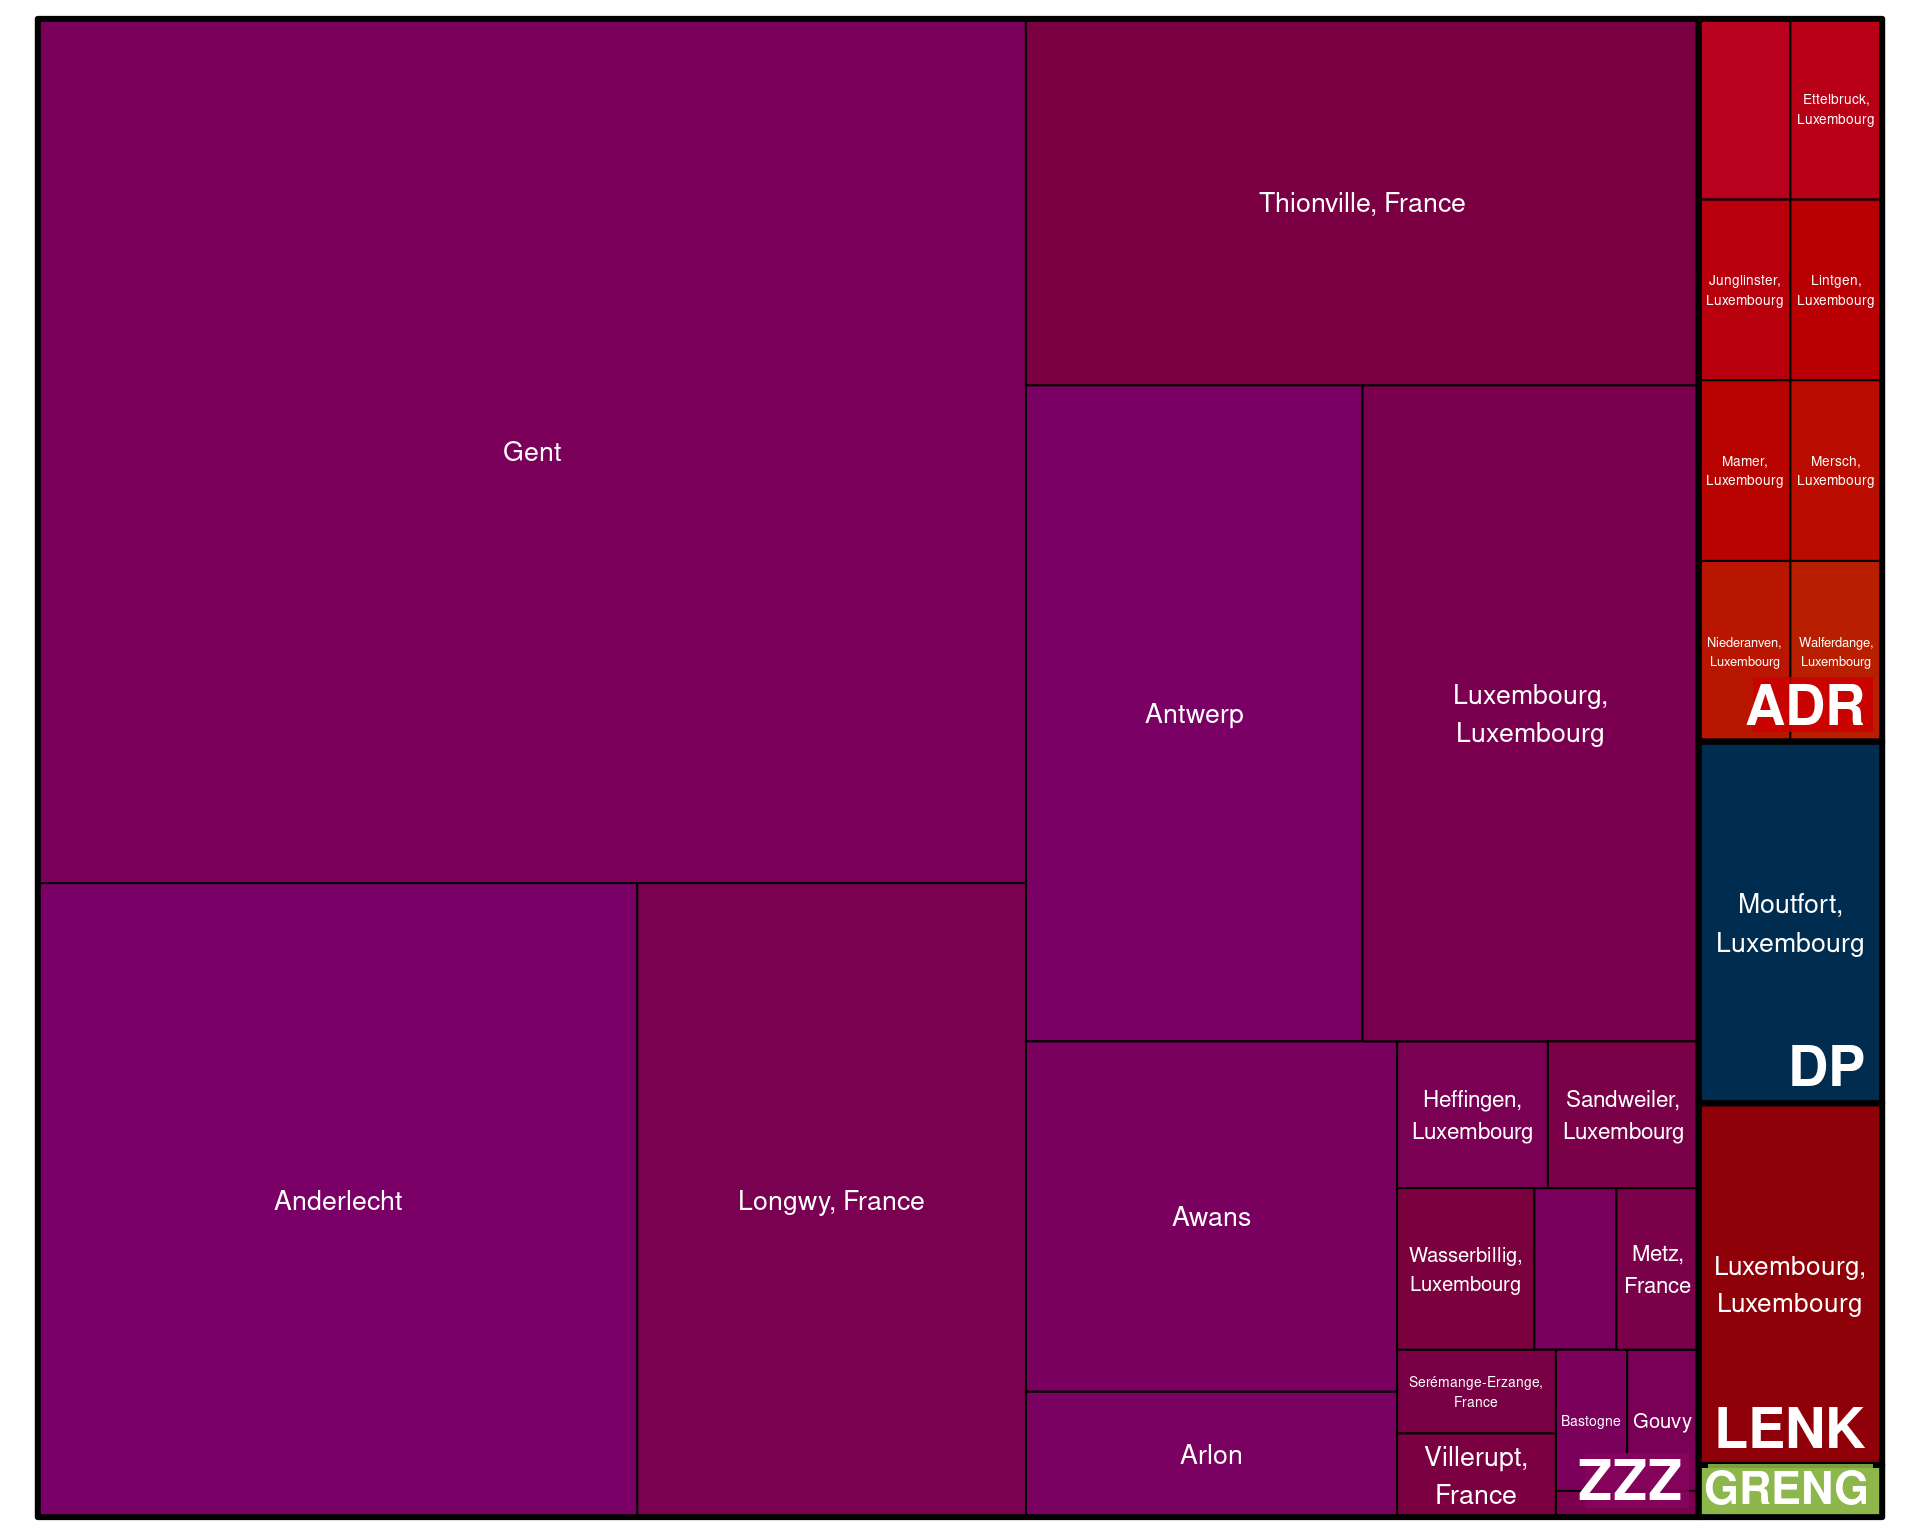 Gent
Thionville, France
Ettelbruck,
Luxembourg
Junglinster,
Luxembourg
Lintgen,
Luxembourg
Mamer,
Luxembourg
Mersch,
Luxembourg
Niederanven,
Luxembourg
Walferdange,
Luxembourg
ADR
Antwerp
Luxembourg,
Luxembourg
Moutfort,
Luxembourg
DP
Anderlecht
Longwy, France
Awans
Heffingen,
Luxembourg
Sandweiler,
Luxembourg
Wasserbillig,
Luxembourg
Metz,
France
Luxembourg,
Luxembourg
LENK
Serémange-Erzange,
France
Bastogne
Gouvy
Arlon
Villerupt,
France
ZZZ
GRENG